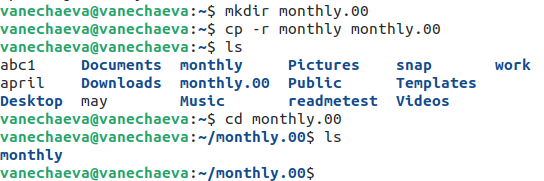 vanechaeva@vanechaeva:~$ mkdir monthly.00
vanechaeva@vanechaeva:~$ cp -r monthly monthly.00
vanechaeva@vanechaeva:~$ ls
abc1 Documents monthly Pictures snap work
april Downloads monthly.00 Public Templates
Desktop may Music readmetest Videos
vanechaeva@vanechaeva:~$ cd monthly.00
vanechaeva@vanechaeva:~/monthly.00$ ls
monthly
vanechaeva@vanechaeva:~/monthly.00$